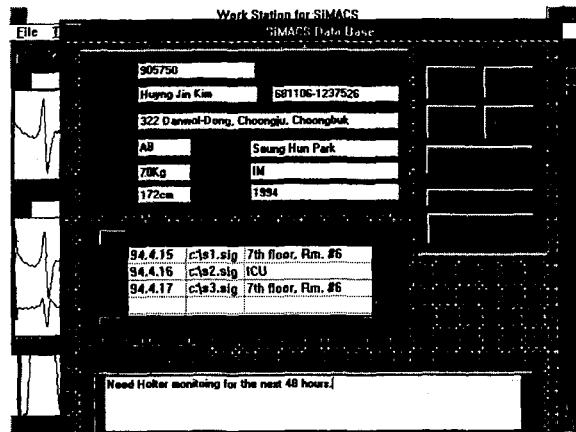 Work Station for SiMACS
File
SiMACS Data Base
905750
Huyng Jin Kim 681106-1237526
322 Danwol-Dong, Choongju, Choongbuk
AB Seung Hun Park
70Kg IM
172cm 1994
94.4.15 c:\s1.sig 7th floor, Rm. #6
94.4.16 c:\s2.sig ICU
94.4.17 c:\s3.sig 7th floor, Rm. #6
Need Holter monitoing for the next 48 hours.